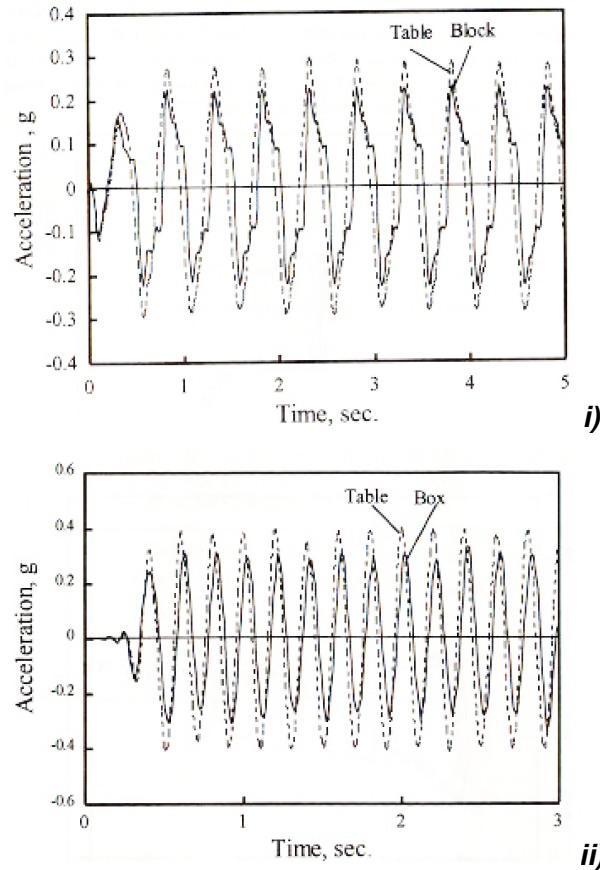 0.4
0.3
0.2
0.1
0
-0.1
-0.2
-0.3
-0.4
Acceleration , g
Table Block
0 1 2 3 4 5
Time, sec.
i)
0.6
0.4
0.2
0
-0.2
-0.4
-0.6
Acceleration, g
Table Box
0 1 2 3
Time, sec.
ii)